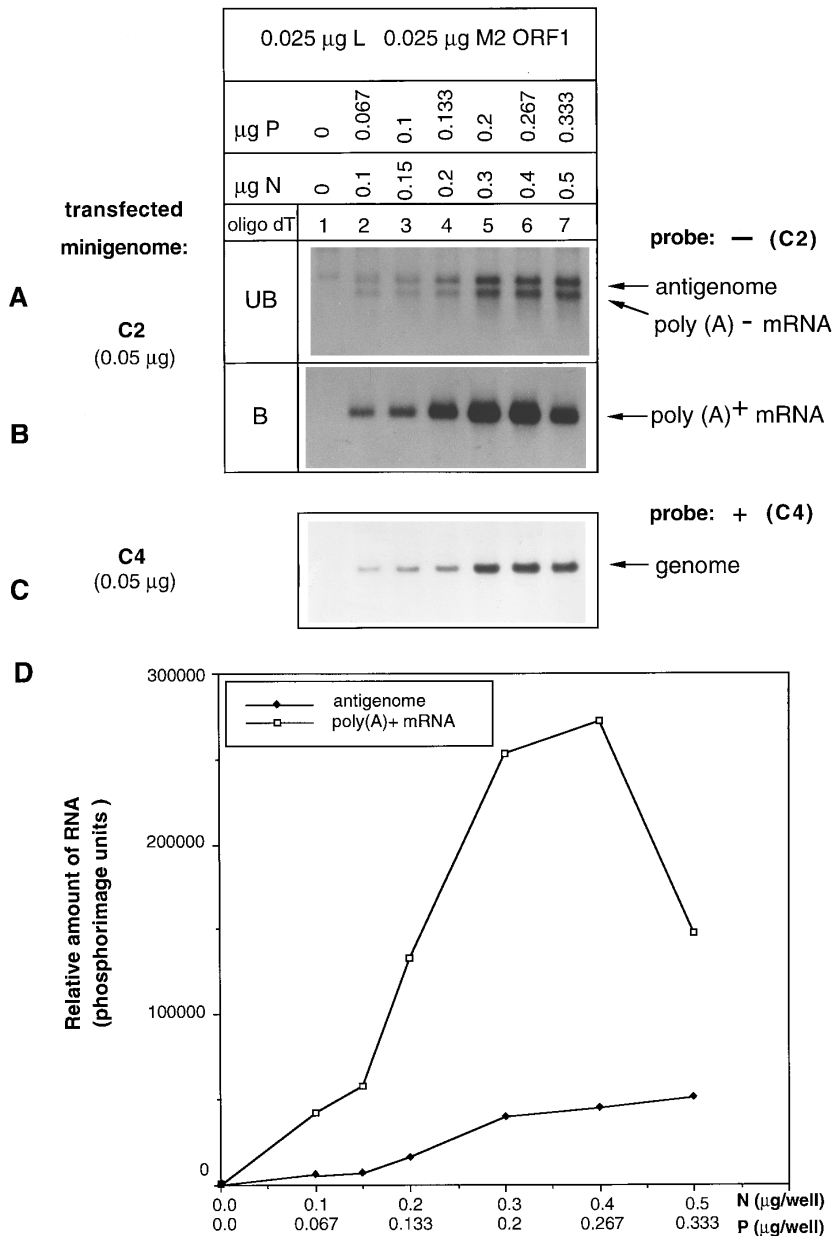 0.025 µg L 0.025 µg M2 ORF1
µg P 0 0.067 0.1 0.133 0.2 0.267 0.333
µg N 0 0.1 0.15 0.2 0.3 0.4 0.5
transfected
minigenome:
oligo dT 1 2 3 4 5 6 7
probe: − (C2)
A
UB
antigenome
poly (A) - mRNA
C2
(0.05 µg)
B
B
poly (A)+ mRNA
probe: + (C4)
C4
(0.05 µg)
genome
C
D
300000
200000
100000
0
Relative amount of RNA
(phosphorimage units )
antigenome
poly(A)+ mRNA
0.0 0.1 0.2 0.3 0.4 0.5 N (µg/well)
0.0 0.067 0.133 0.2 0.267 0.333 P (µg/well)